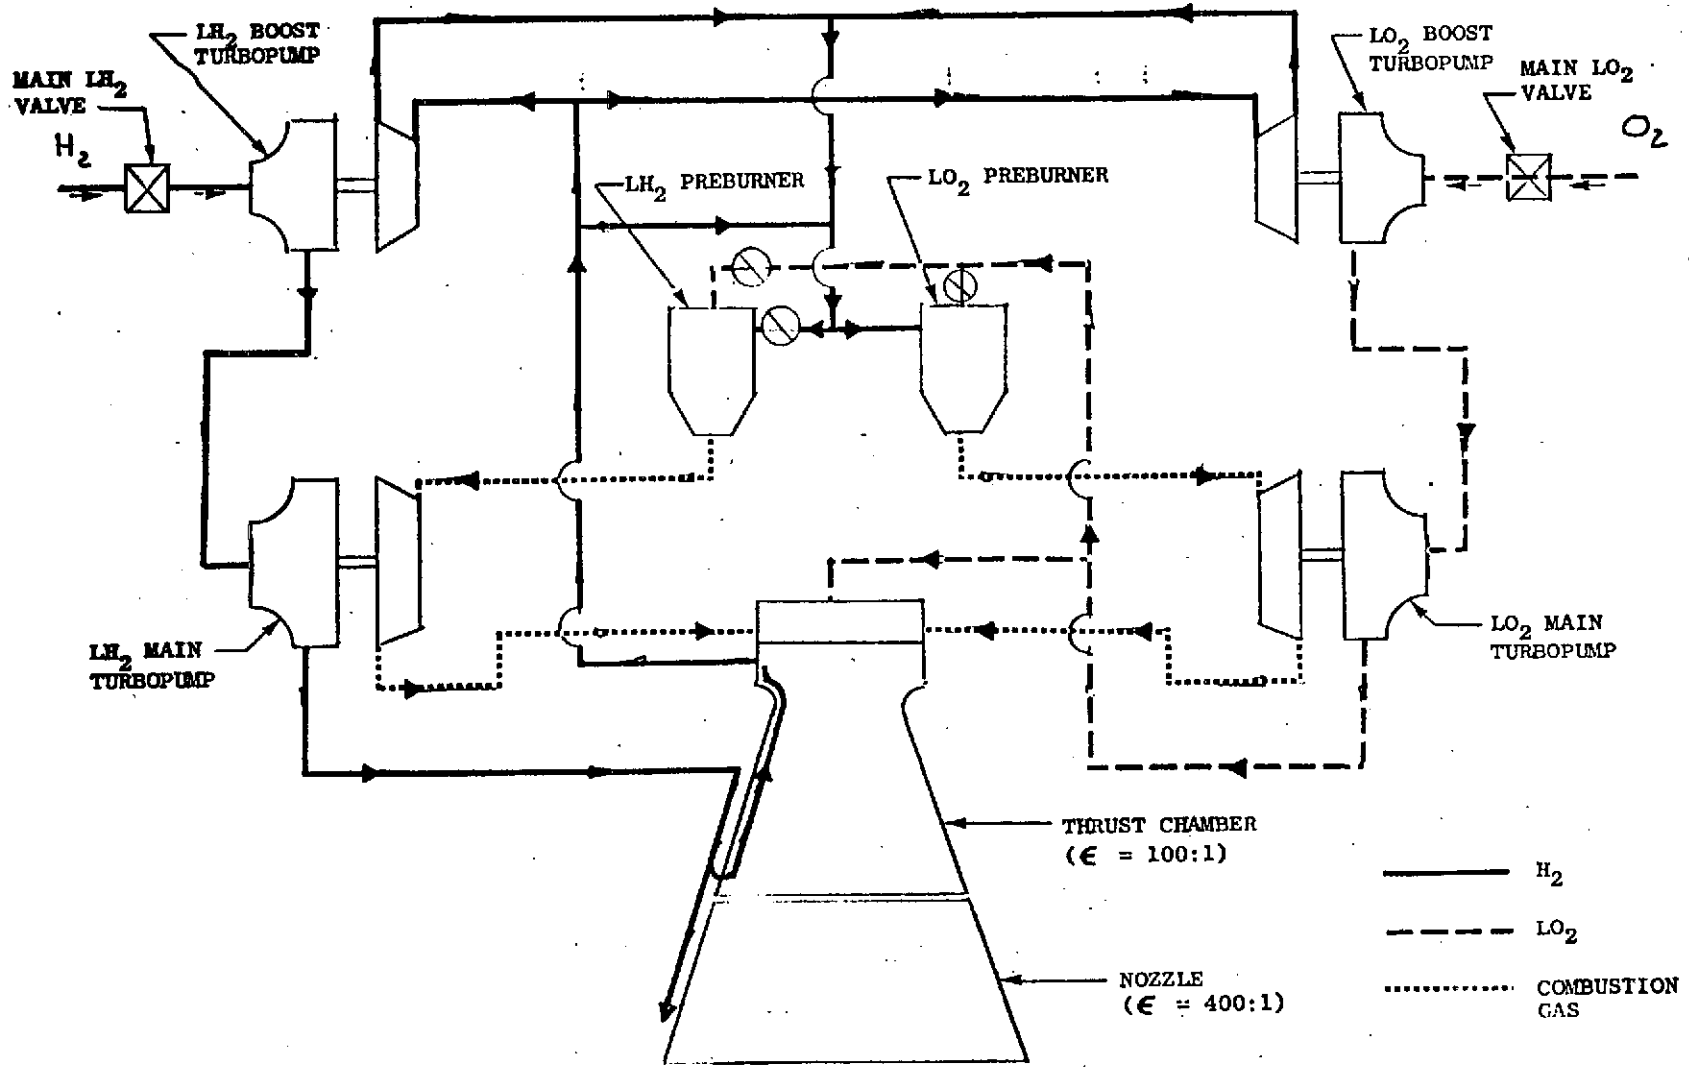 LH2 BOOST
TURBOPUMP
MAIN LH2
VALVE
H2
LO2 BOOST
TURBOPUMP
MAIN LO2
VALVE
O2
LH2 PREBURNER
LO2 PREBURNER
LH2 MAIN
TURBOPUMP
LO2 MAIN
TURBOPUMP
THRUST CHAMBER
(ϵ = 100:1)
NOZZLE
(ϵ = 400:1)
H2
LO2
COMBUSTION
GAS